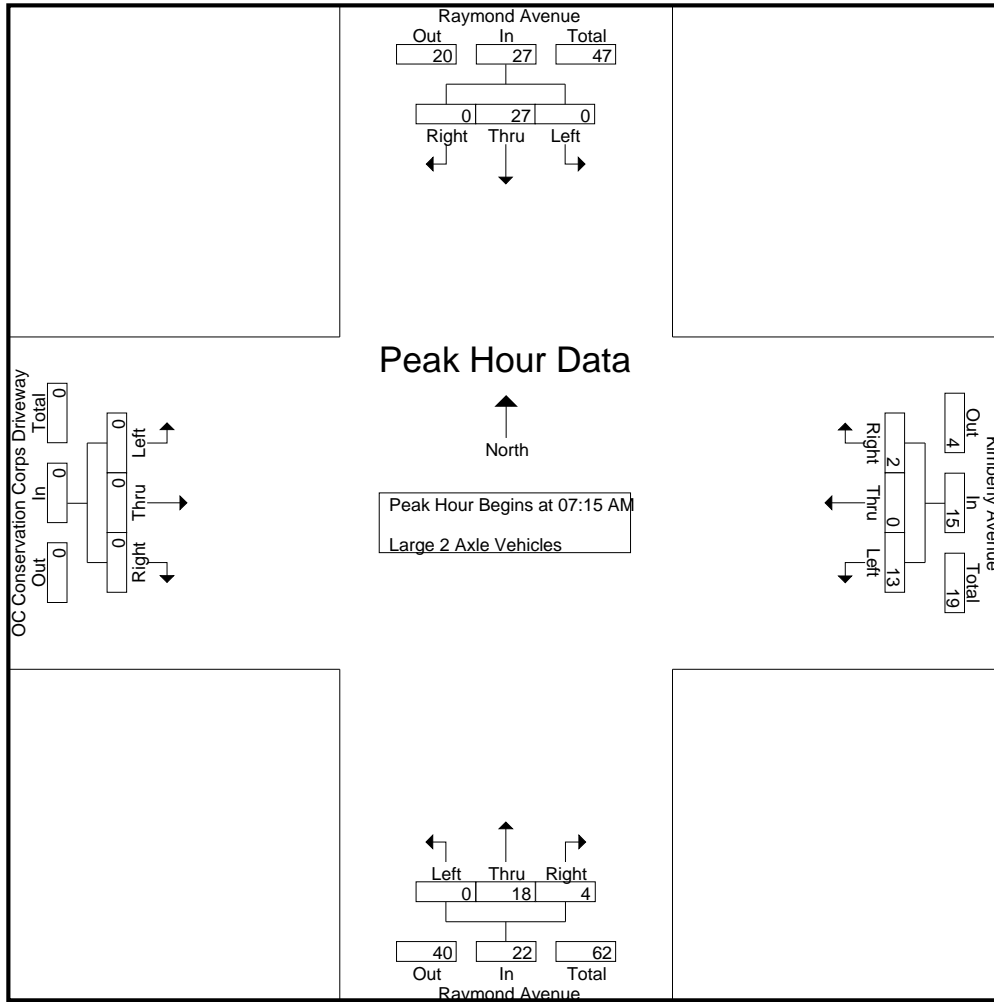 Raymond Avenue
Out In Total
20 27 47
0 27 0
Right Thru Left
Peak Hour Data
North
Peak Hour Begins at 07:15 AM
Large 2 Axle Vehicles
OC Conservation Corps Driveway
Total In Out
0 0 0
0 0 0
Left Thru Right
Right Thru Left
2 0 13
Out In Total
4 15 19
Kimberly Avenue
Left Thru Right
0 18 4
40 22 62
Out In Total
Raymond Avenue